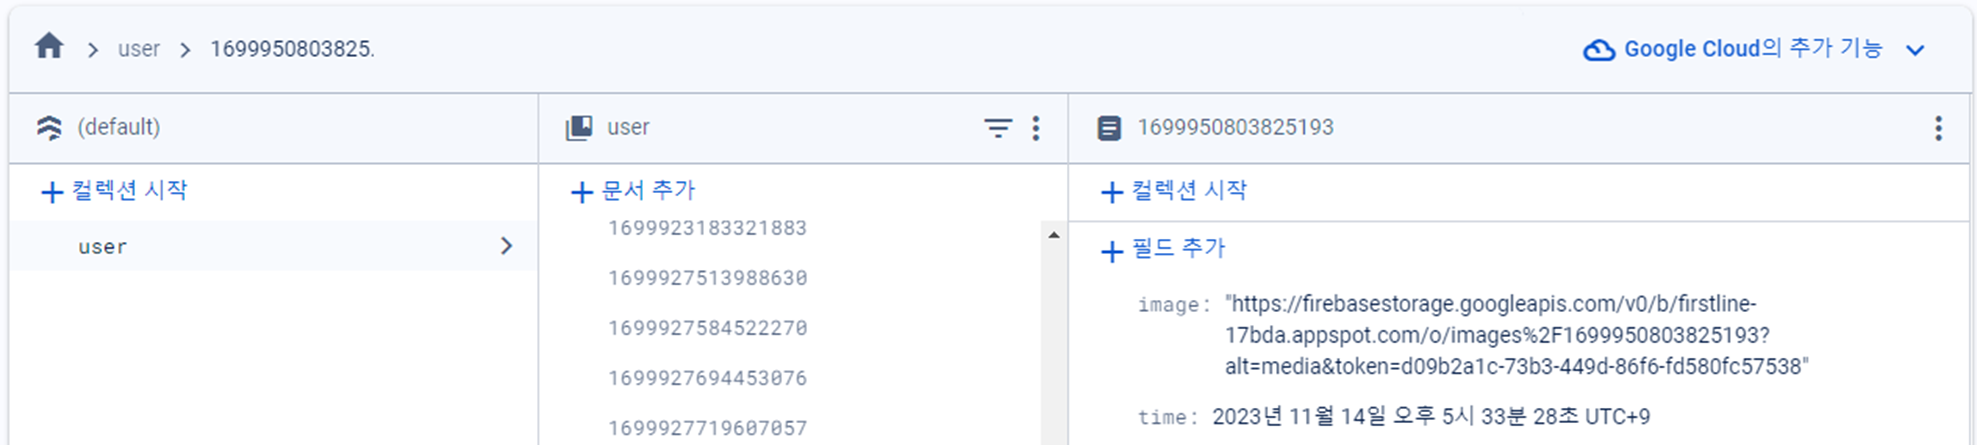 user
1699950803825.
Google Cloud의 추가 기능
(default)
user
1699950803825193
컬렉션 시작
문서 추가
컬렉션 시작
user
1699923183321883
1699927513988630
1699927584522270
1699927694453076
1699927719607057
필드 추가
image: "https://firebasestorage.googleapis.com/v0/b/firstline-
17bda.appspot.com/o/images%2F1699950803825193?
alt=media&token=d09b2a1c-73b3-449d-86f6-fd580fc57538"
time: 2023년 11월 14일 오후 5시 33분 28초 UTC+9